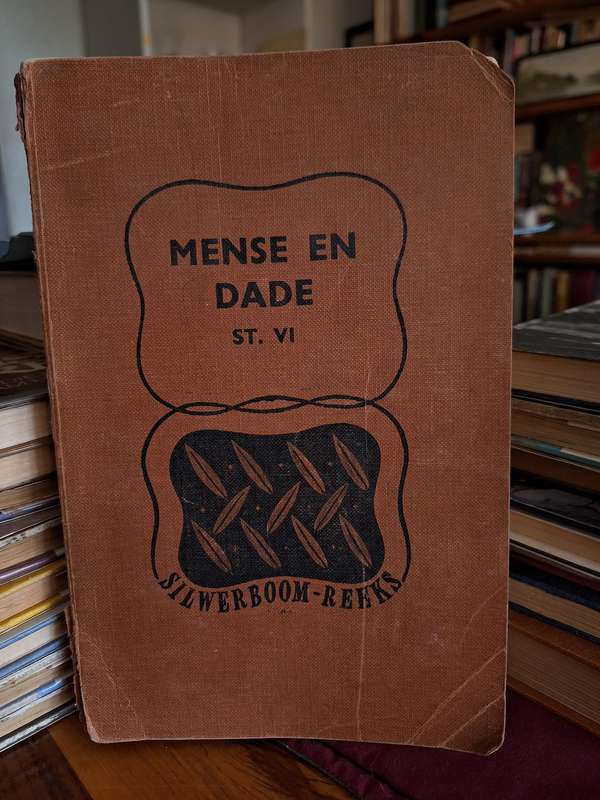 MENSE EN
DADE
ST. VI
SILWERBOOM-REEKS